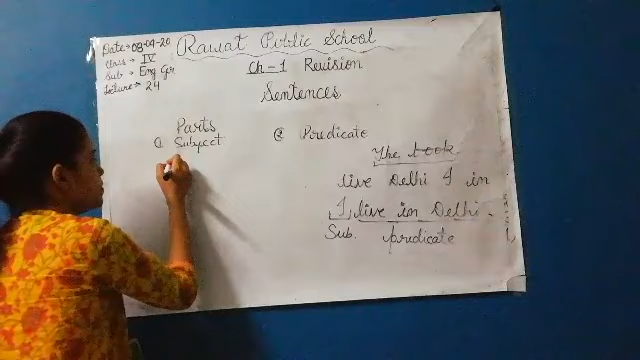 Date → 08-09-20
Class → IV
Sub → Eng Gr
Lecture → 24
Rawat Public School
Ch-1 Revision
Sentences
Parts
① Subject
② Predicate
The book
live Delhi I in
I live in Delhi.
Sub. predicate